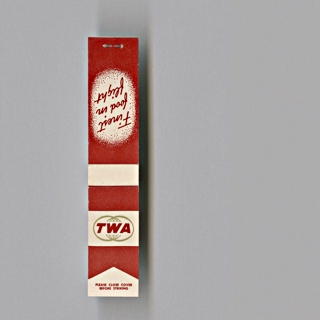 Finest
food in
flight
TWA
PLEASE CLOSE COVER
BEFORE STRIKING